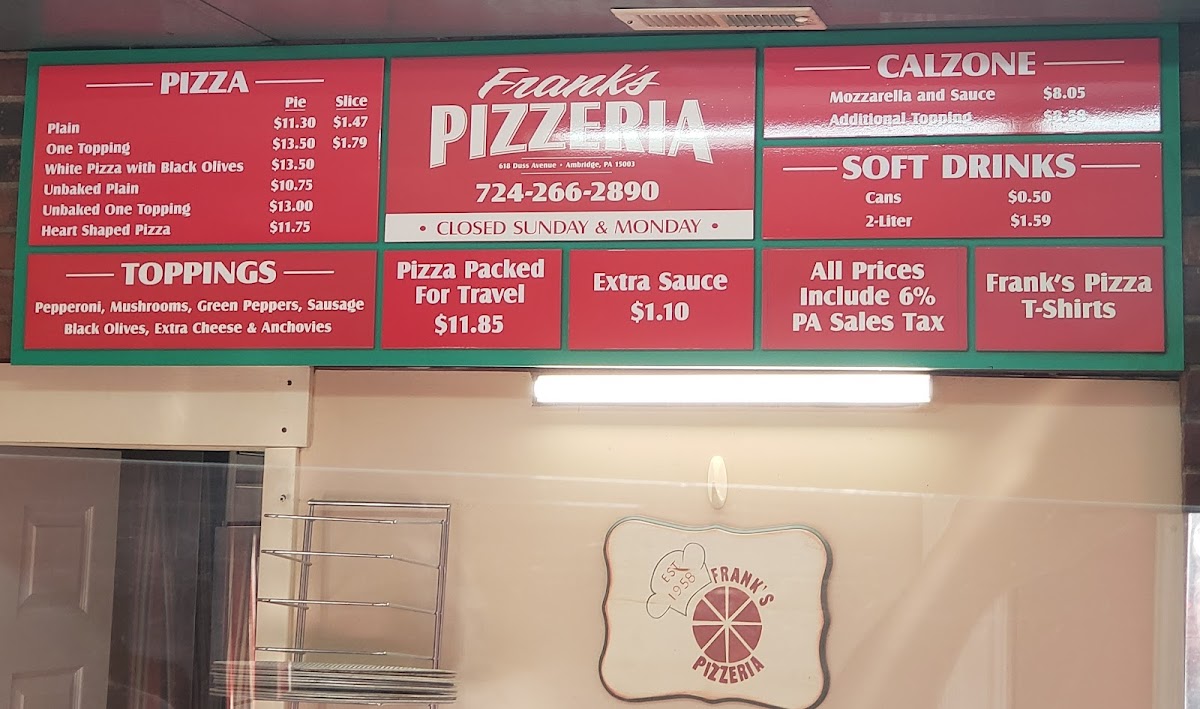 PIZZA
Pie Slice
Plain $11.30 $1.47
One Topping $13.50 $1.79
White Pizza with Black Olives $13.50
Unbaked Plain $10.75
Unbaked One Topping $13.00
Heart Shaped Pizza $11.75
Frank's
PIZZERIA
618 Duss Avenue • Ambridge, PA 15003
724-266-2890
• CLOSED SUNDAY & MONDAY •
CALZONE
Mozzarella and Sauce $8.05
Additional Topping
SOFT DRINKS
Cans $0.50
2-Liter $1.59
TOPPINGS
Pepperoni, Mushrooms, Green Peppers, Sausage
Black Olives, Extra Cheese & Anchovies
Pizza Packed
For Travel
$11.85
Extra Sauce
$1.10
All Prices
Include 6%
PA Sales Tax
Frank's Pizza
T-Shirts
EST
1958
FRANK'S
PIZZERIA